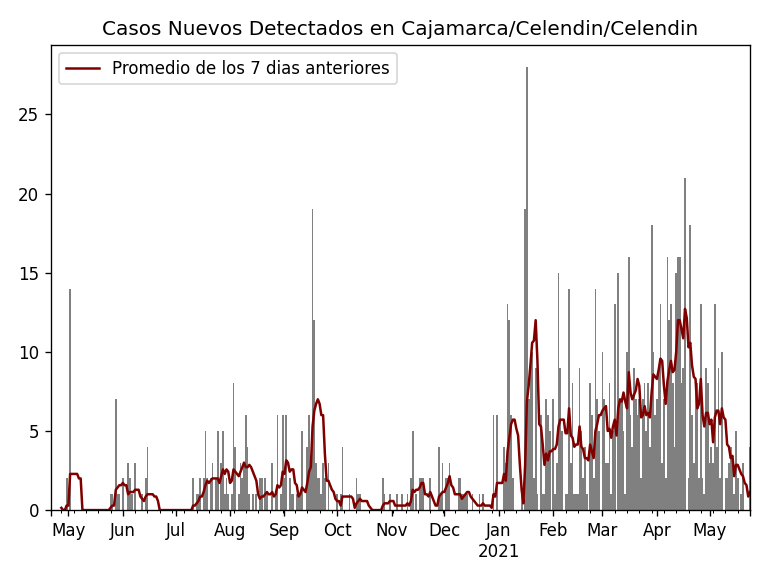 Casos Nuevos Detectados en Cajamarca/Celendin/Celendin
Promedio de los 7 dias anteriores
25
20
15
10
5
0
May Jun Jul Aug Sep Oct Nov Dec Jan Feb Mar Apr May
2021